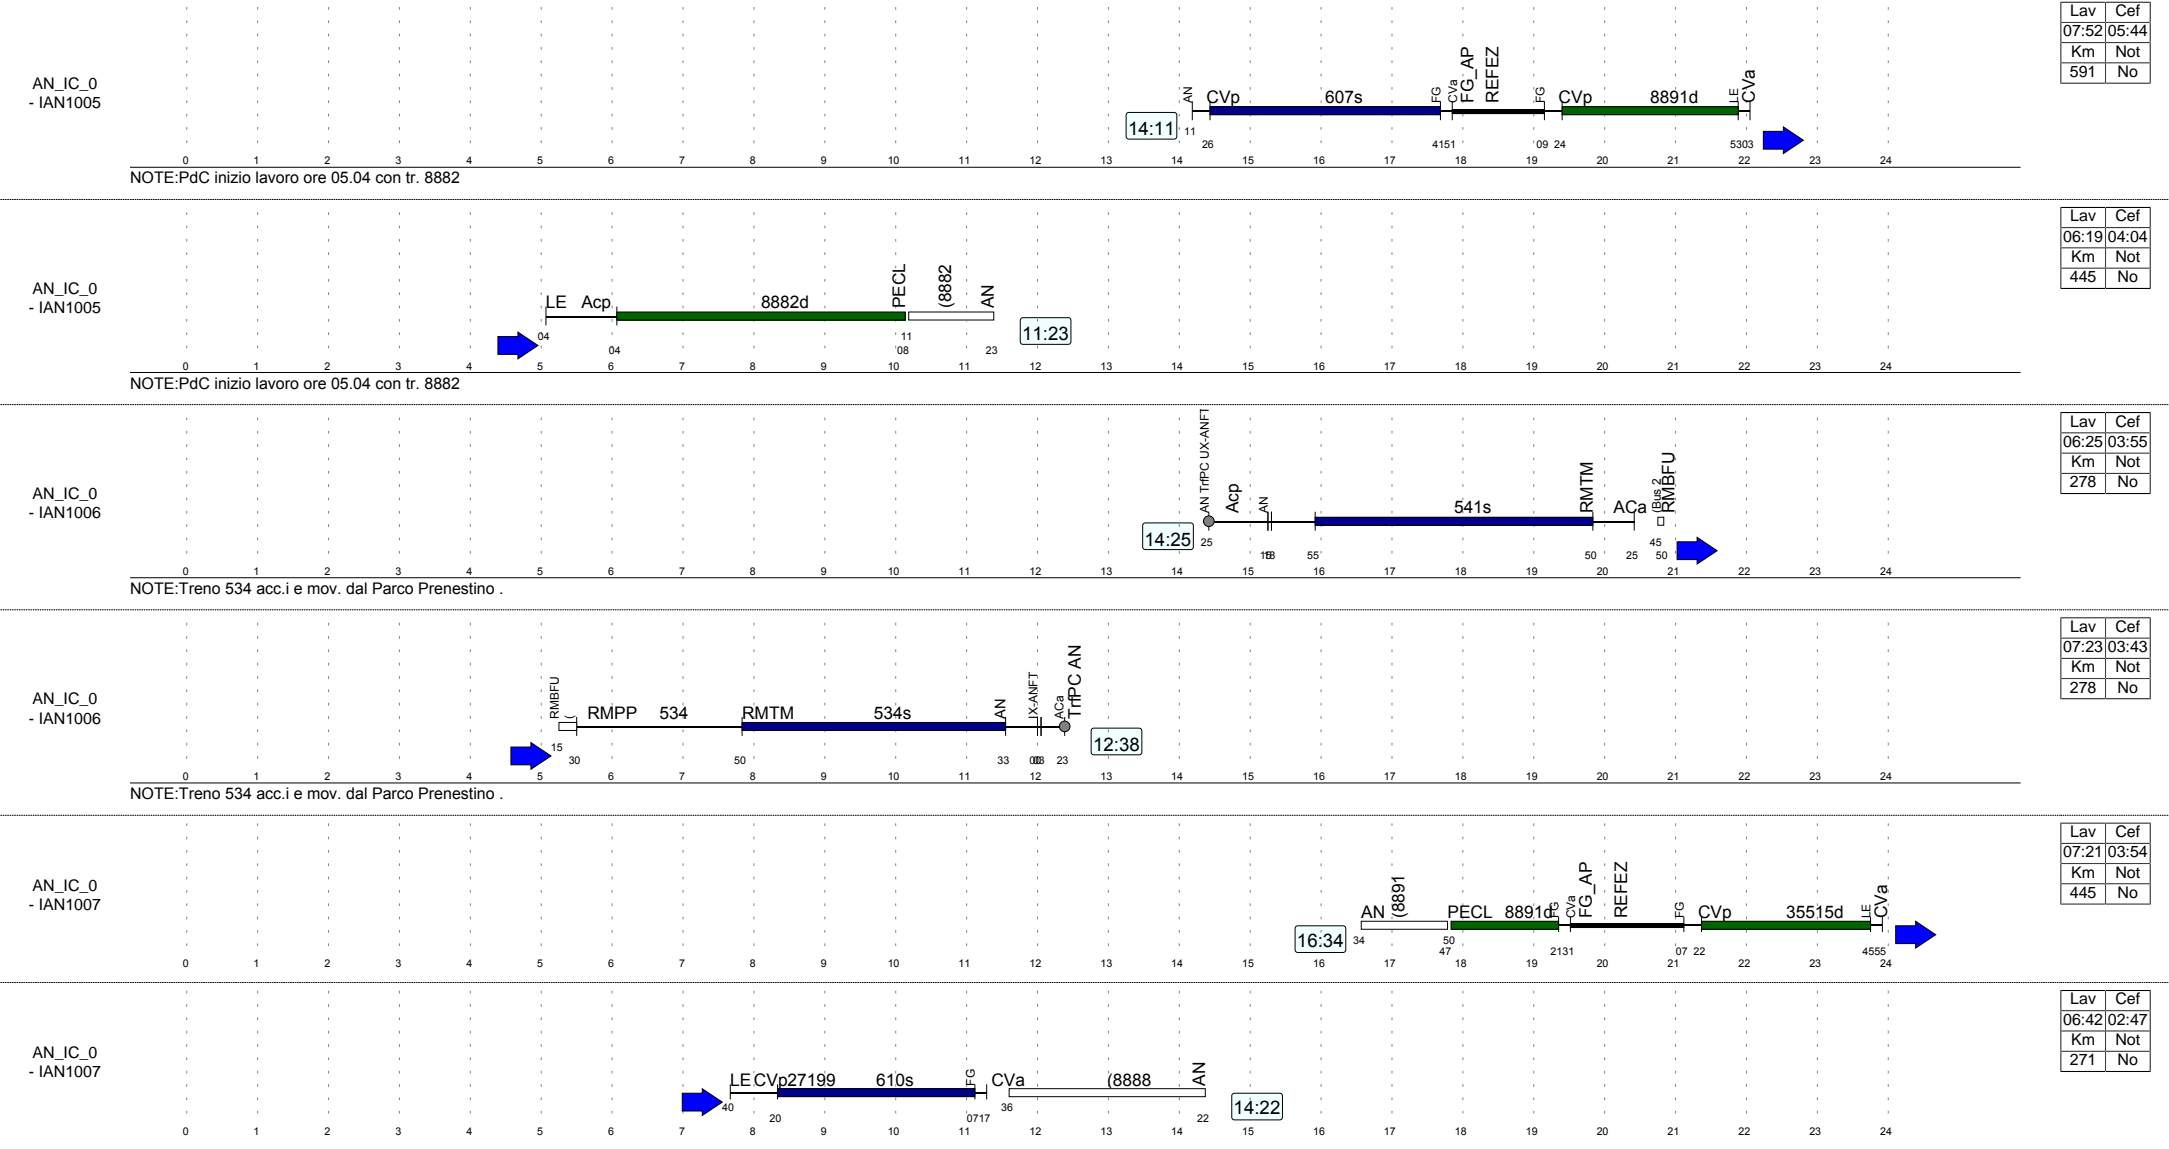 Lav Cef
07:52 05:44
Km Not
591 No
AN_IC_0
- IAN1005
14:11
AN CVp 607s FG CVa FG_AP REFEZ FG CVp 8891d LE CVa
11 26 4151 09 24 5303
0 1 2 3 4 5 6 7 8 9 10 11 12 13 14 15 16 17 18 19 20 21 22 23 24
NOTE:PdC inizio lavoro ore 05.04 con tr. 8882
Lav Cef
06:19 04:04
Km Not
445 No
AN_IC_0
- IAN1005
LE Acp 8882d PECL (8882 AN
04 04 11 08 23
11:23
0 1 2 3 4 5 6 7 8 9 10 11 12 13 14 15 16 17 18 19 20 21 22 23 24
NOTE:PdC inizio lavoro ore 05.04 con tr. 8882
Lav Cef
06:25 03:55
Km Not
278 No
AN_IC_0
- IAN1006
14:25
AN TrfPC UX-ANFT Acp AN 541s RMTM ACa (Bus 2 RMBFU
25 55 50 25 45 50
0 1 2 3 4 5 6 7 8 9 10 11 12 13 14 15 16 17 18 19 20 21 22 23 24
NOTE:Treno 534 acc.i e mov. dal Parco Prenestino .
Lav Cef
07:23 03:43
Km Not
278 No
AN_IC_0
- IAN1006
RMBFU ( RMPP 534 RMTM 534s AN IX-ANFT ACa TrfPC AN
15 30 50 33 23
12:38
0 1 2 3 4 5 6 7 8 9 10 11 12 13 14 15 16 17 18 19 20 21 22 23 24
NOTE:Treno 534 acc.i e mov. dal Parco Prenestino .
Lav Cef
07:21 03:54
Km Not
445 No
AN_IC_0
- IAN1007
16:34
AN (8891 PECL 8891d FG CVa FG_AP REFEZ FG CVp 35515d LE CVa
34 50 47 2131 07 22 4555
0 1 2 3 4 5 6 7 8 9 10 11 12 13 14 15 16 17 18 19 20 21 22 23 24
Lav Cef
06:42 02:47
Km Not
271 No
AN_IC_0
- IAN1007
LE CVp27199 610s FG CVa (8888 AN
40 20 0717 36 22
14:22
0 1 2 3 4 5 6 7 8 9 10 11 12 13 14 15 16 17 18 19 20 21 22 23 24